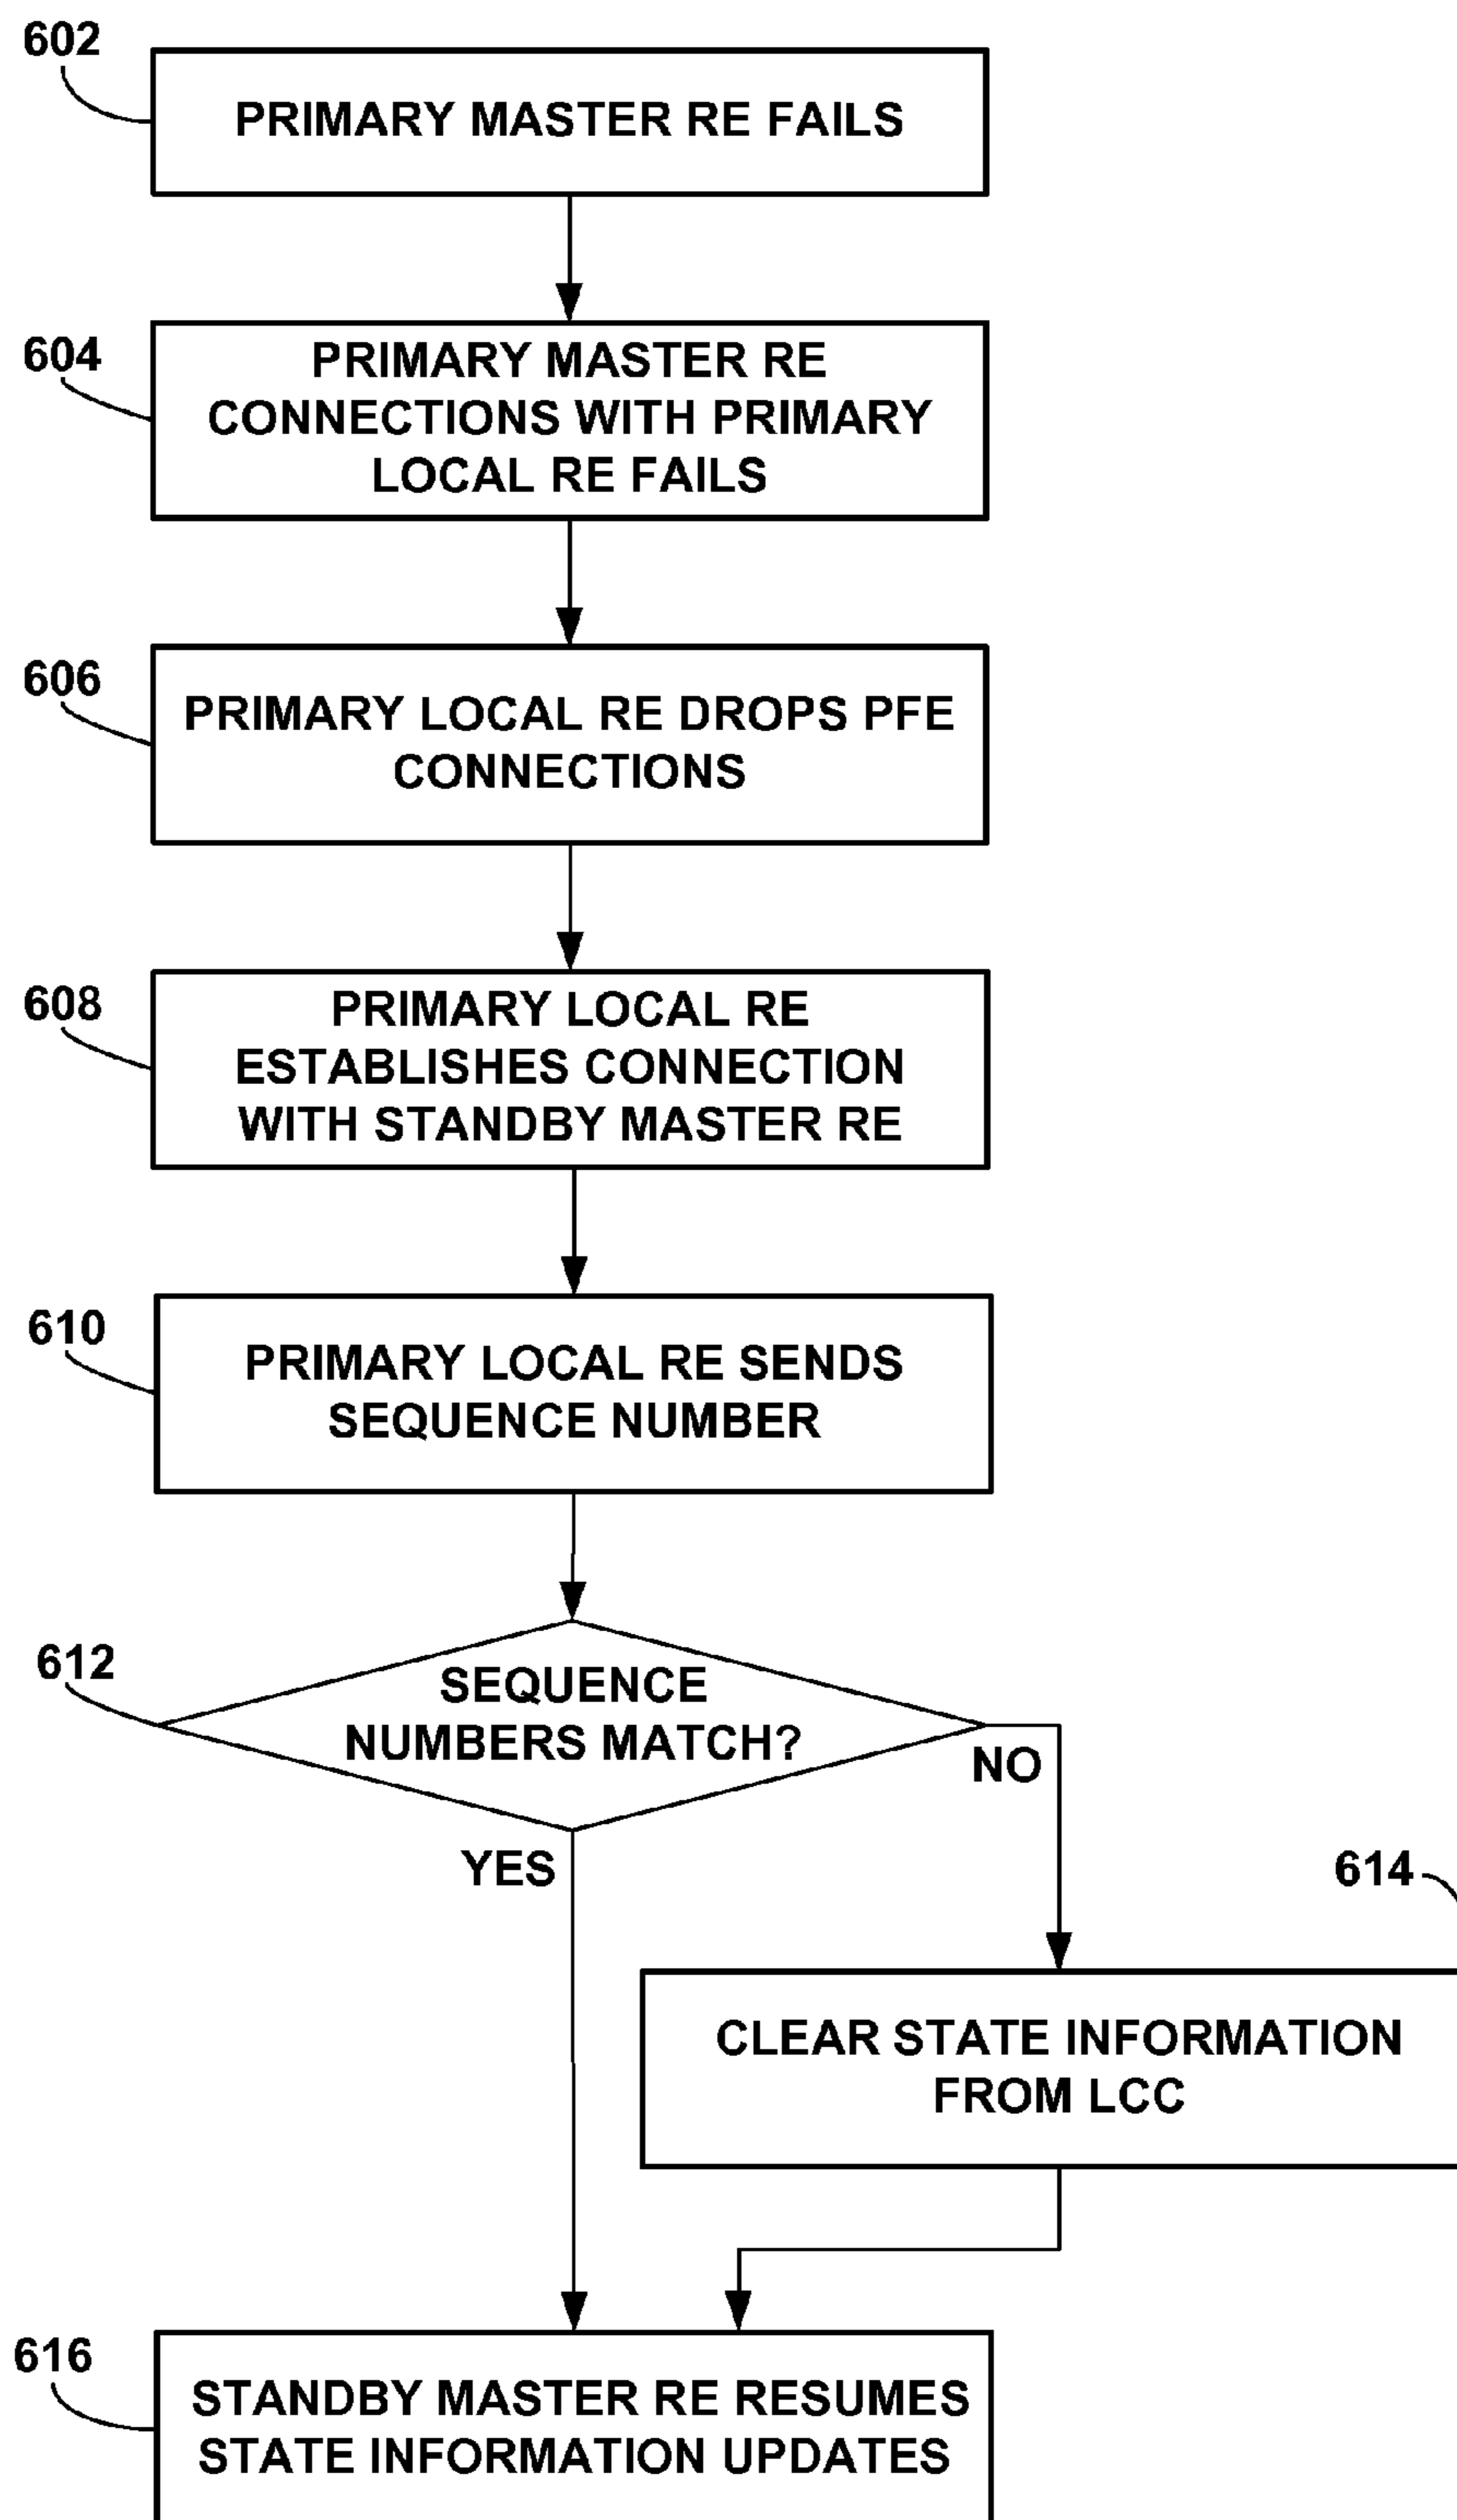 602
PRIMARY MASTER RE FAILS
604
PRIMARY MASTER RE
CONNECTIONS WITH PRIMARY
LOCAL RE FAILS
606
PRIMARY LOCAL RE DROPS PFE
CONNECTIONS
608
PRIMARY LOCAL RE
ESTABLISHES CONNECTION
WITH STANDBY MASTER RE
610
PRIMARY LOCAL RE SENDS
SEQUENCE NUMBER
612
SEQUENCE
NUMBERS MATCH?
NO
YES
614
CLEAR STATE INFORMATION
FROM LCC
616
STANDBY MASTER RE RESUMES
STATE INFORMATION UPDATES